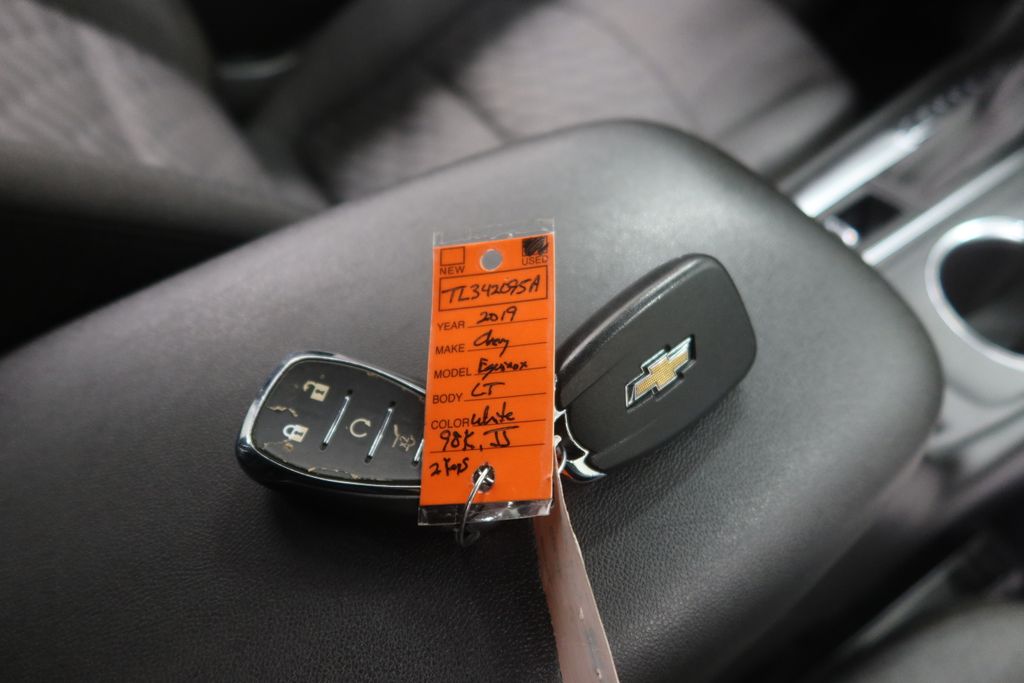 NEW USED
TL342095A
YEAR 2019
MAKE Chevy
MODEL Equinox
BODY LT
COLOR White
98K, JJ
2 Keys